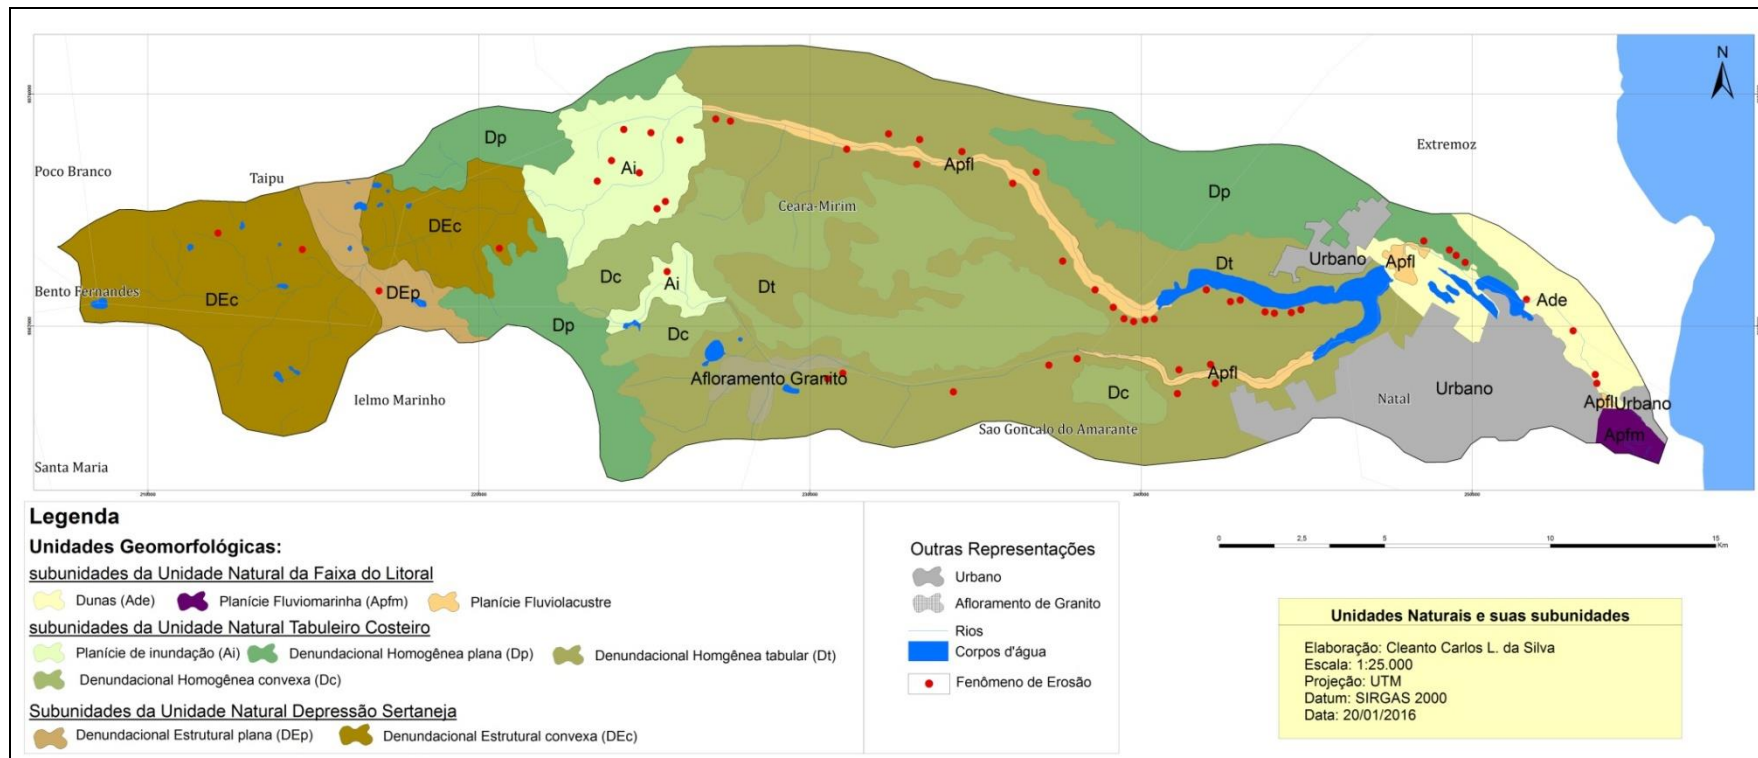 N
Extremoz
Poco Branco
Taipu
Dp
Ai
Apfl
Dp
Ceara-Mirim
DEc
Dc
Ai
Dt
Dt
Urbano
Apfl
Bento Fernandes
DEc
DEp
Dp
Dc
Ade
Afloramento Granito
Apfl
Dc
Urbano
Ielmo Marinho
Natal
ApflUrbano
Sao Goncalo do Amarante
Apfm
Santa Maria
Legenda
Unidades Geomorfológicas:
subunidades da Unidade Natural da Faixa do Litoral
Dunas (Ade) Planície Fluviomarinha (Apfm) Planície Fluviolacustre
subunidades da Unidade Natural Tabuleiro Costeiro
Planície de inundação (Ai) Denundacional Homogênea plana (Dp) Denundacional Homgênea tabular (Dt)
Denundacional Homogênea convexa (Dc)
Subunidades da Unidade Natural Depressão Sertaneja
Denundacional Estrutural plana (DEp) Denundacional Estrutural convexa (DEc)
Outras Representações
Urbano
Afloramento de Granito
Rios
Corpos d'água
Fenômeno de Erosão
0 2,5 5 10 15
Km
Unidades Naturais e suas subunidades
Elaboração: Cleanto Carlos L. da Silva
Escala: 1:25.000
Projeção: UTM
Datum: SIRGAS 2000
Data: 20/01/2016